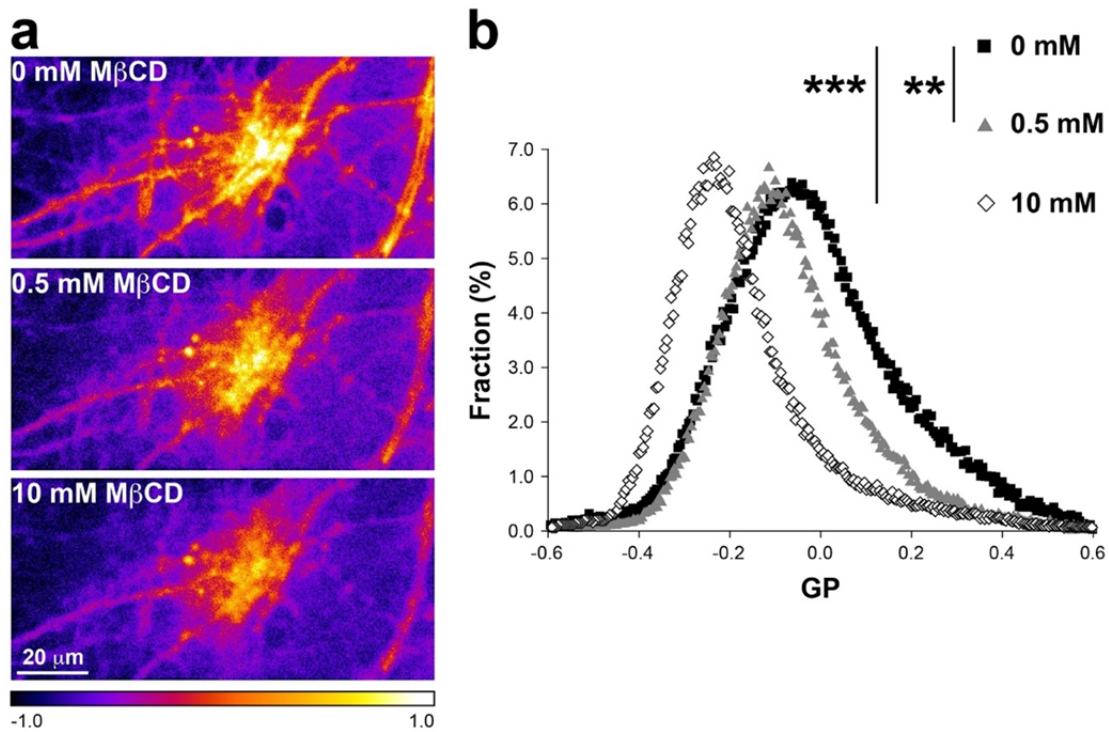 a
0 mM MβCD
0.5 mM MβCD
10 mM MβCD
20 μm
-1.0 1.0
b
*** **
0 mM
0.5 mM
10 mM
7.0
6.0
5.0
4.0
3.0
2.0
1.0
0.0
Fraction (%)
-0.6 -0.4 -0.2 0.0 0.2 0.4 0.6
GP